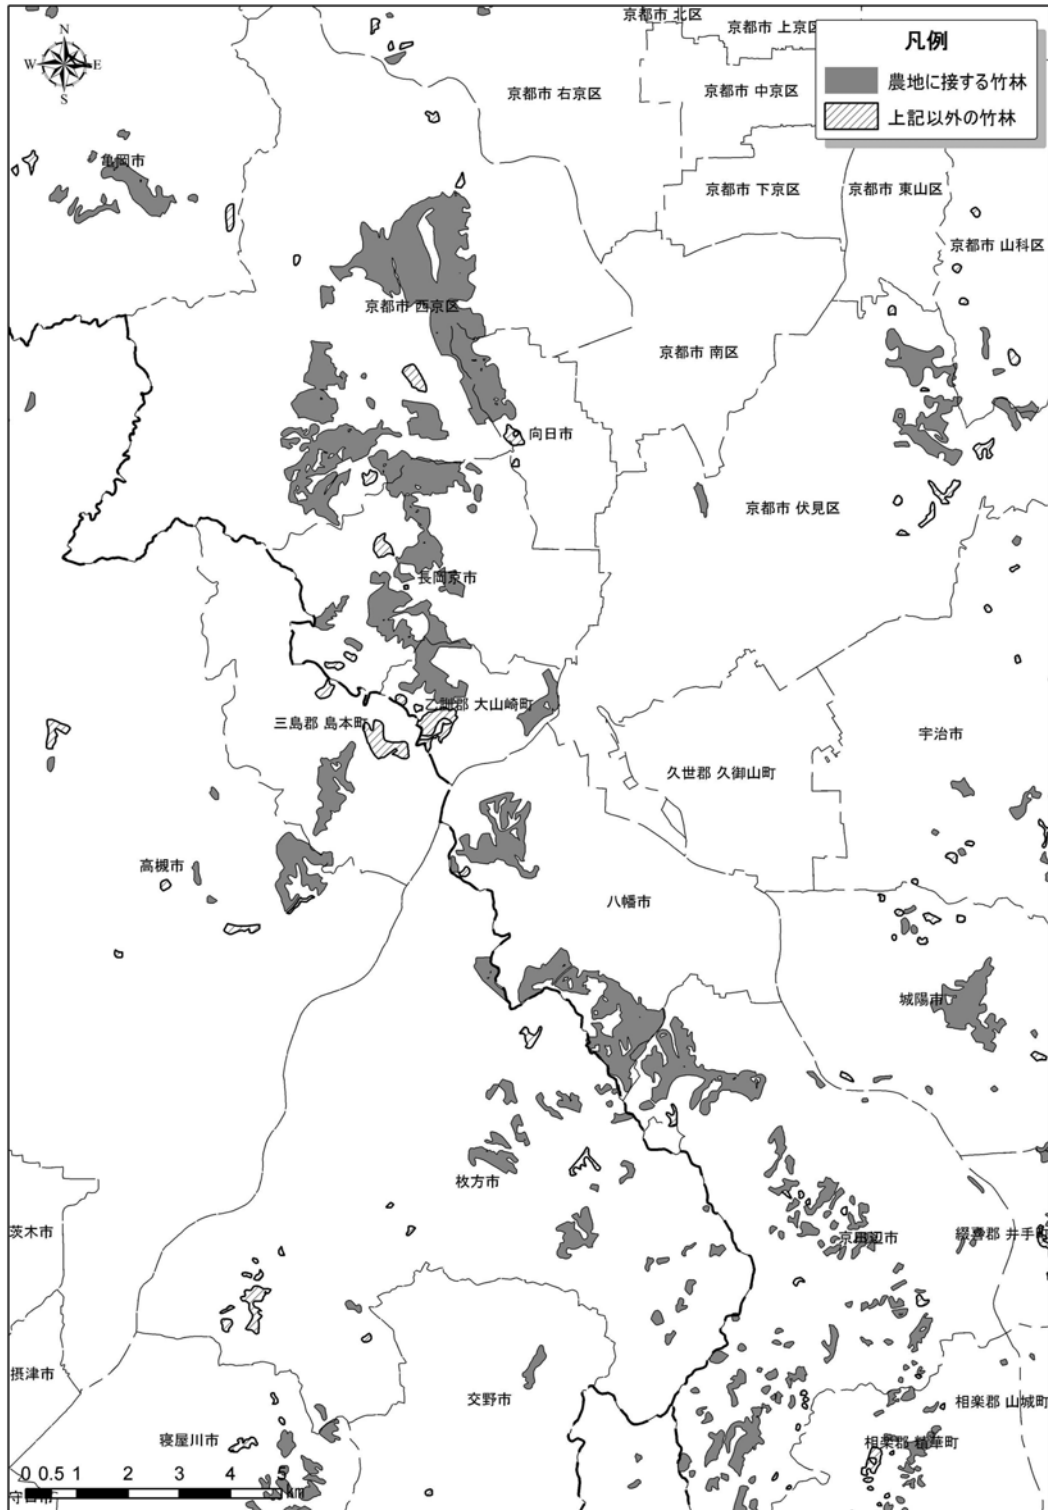 京都市 北区
京都市 上京区
凡例
N
W
E
S
京都市 右京区
京都市 中京区
農地に接する竹林
上記以外の竹林
亀岡市
京都市 下京区
京都市 東山区
京都市 山科区
京都市 西京区
京都市 南区
向日市
京都市 伏見区
長岡京市
乙訓郡 大山崎町
三島郡 島本町
宇治市
久世郡 久御山町
高槻市
八幡市
城陽市
枚方市
茨木市
京田辺市
綴喜郡 井手町
摂津市
交野市
相楽郡 山城町
寝屋川市
相楽郡 精華町
0 0.5 1 2 3 4 5
km
守口市